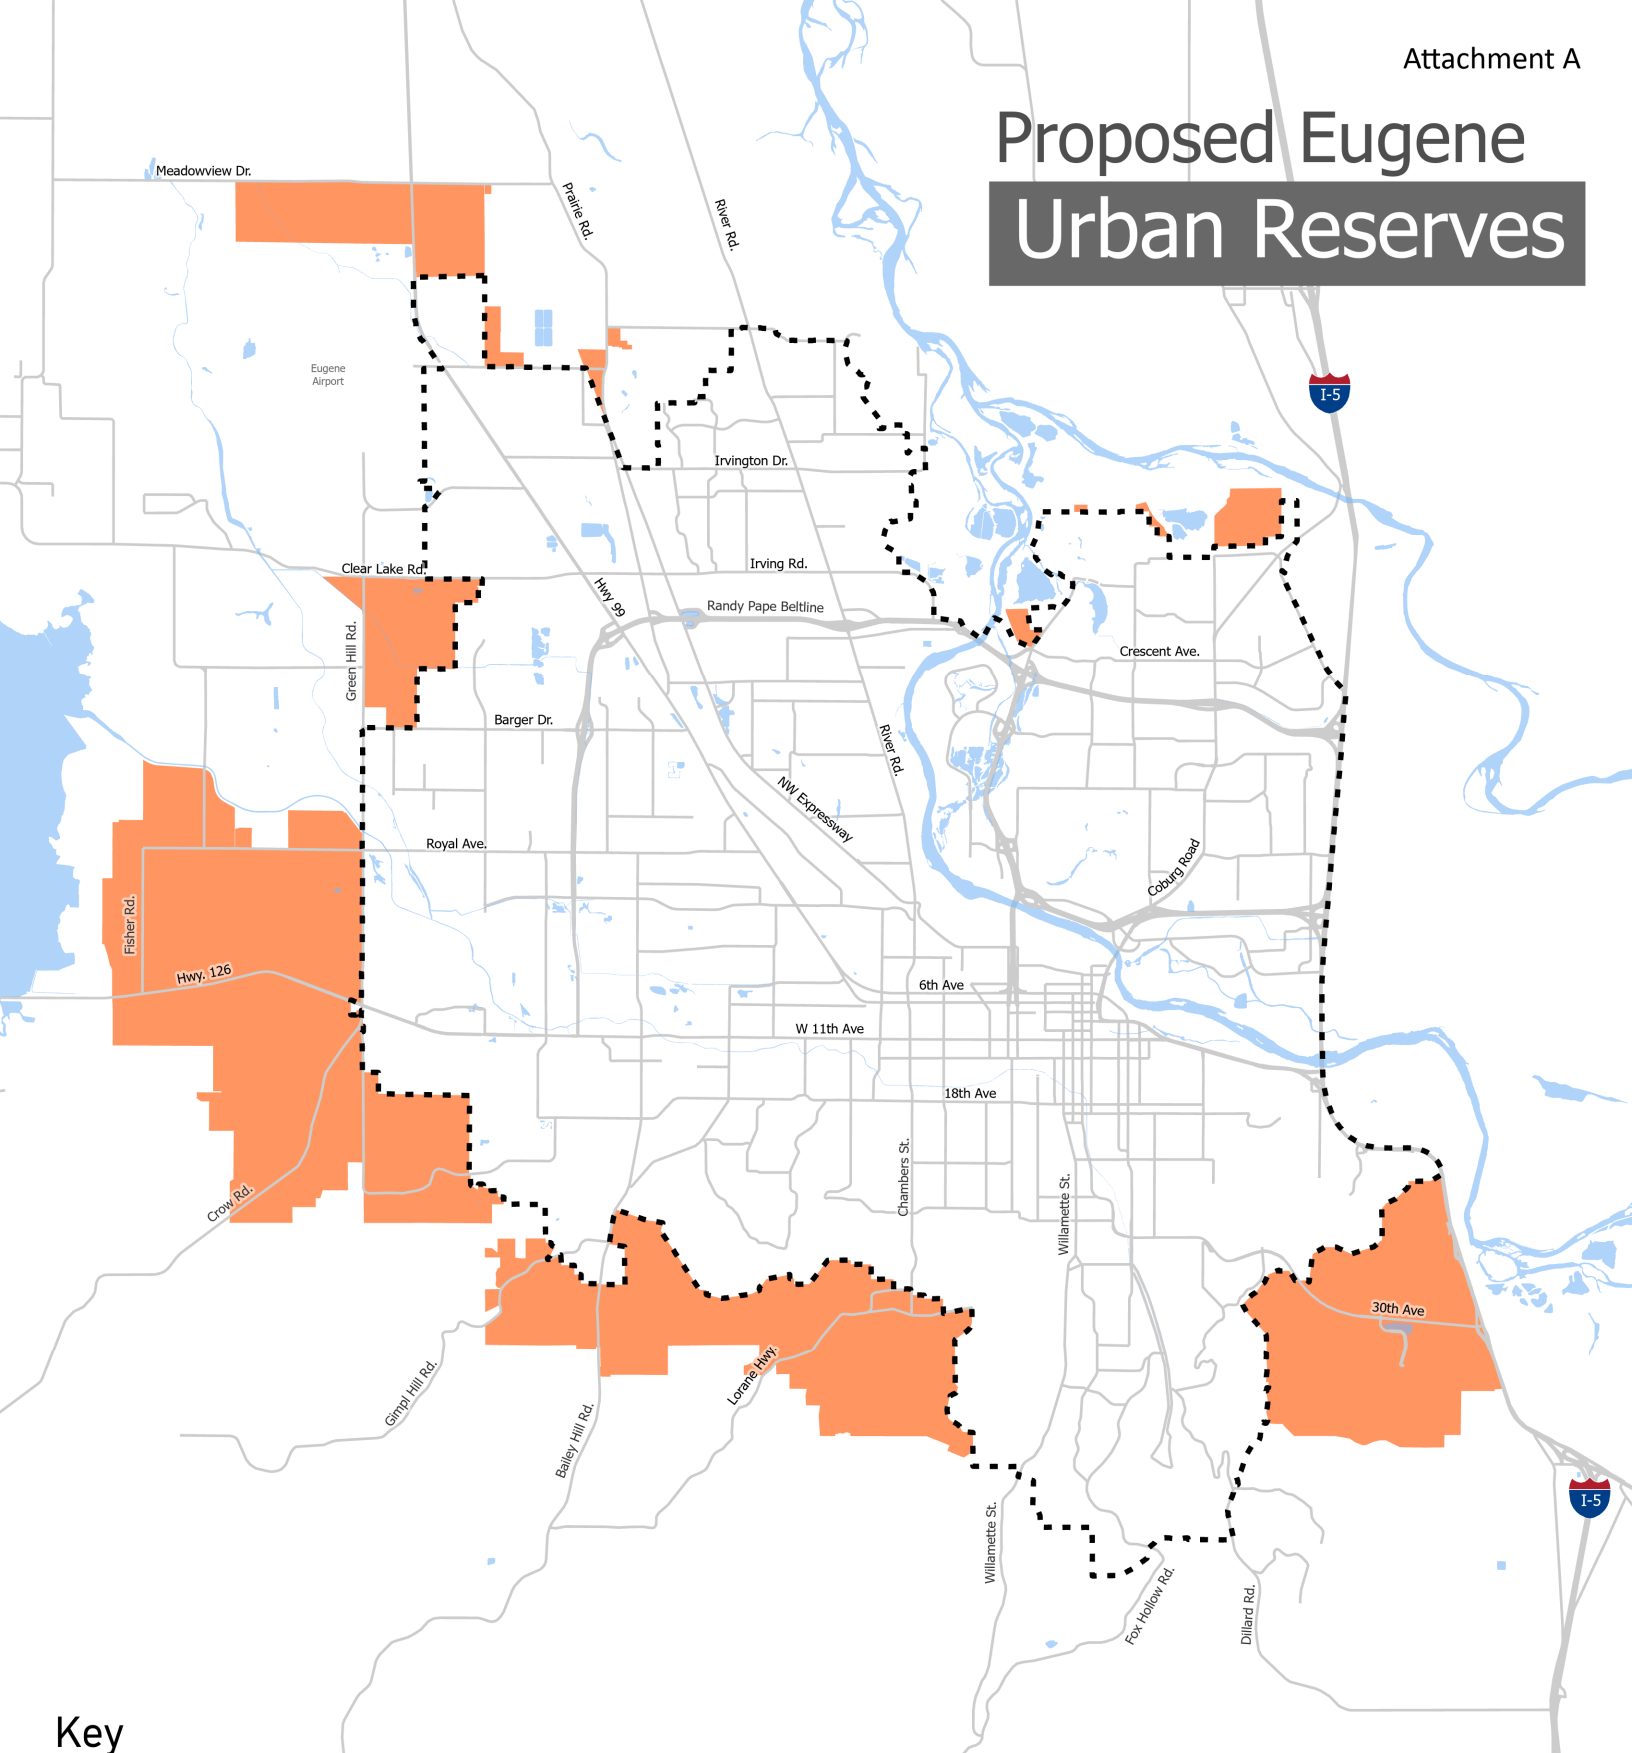 Attachment A
Proposed Eugene
Urban Reserves
Meadowview Dr.
Prairie Rd.
River Rd.
Eugene
Airport
I-5
Irvington Dr.
Clear Lake Rd.
Irving Rd.
Hwy 99
Randy Pape Beltline
Green Hill Rd.
Crescent Ave.
Barger Dr.
River Rd.
NW Expressway
Royal Ave.
Coburg Road
Fisher Rd.
Hwy. 126
6th Ave
W 11th Ave
18th Ave
Chambers St.
Willamette St.
Crow Rd.
30th Ave
Lorane Hwy.
Gimpl Hill Rd.
Bailey Hill Rd.
I-5
Willamette St.
Fox Hollow Rd.
Dillard Rd.
Key